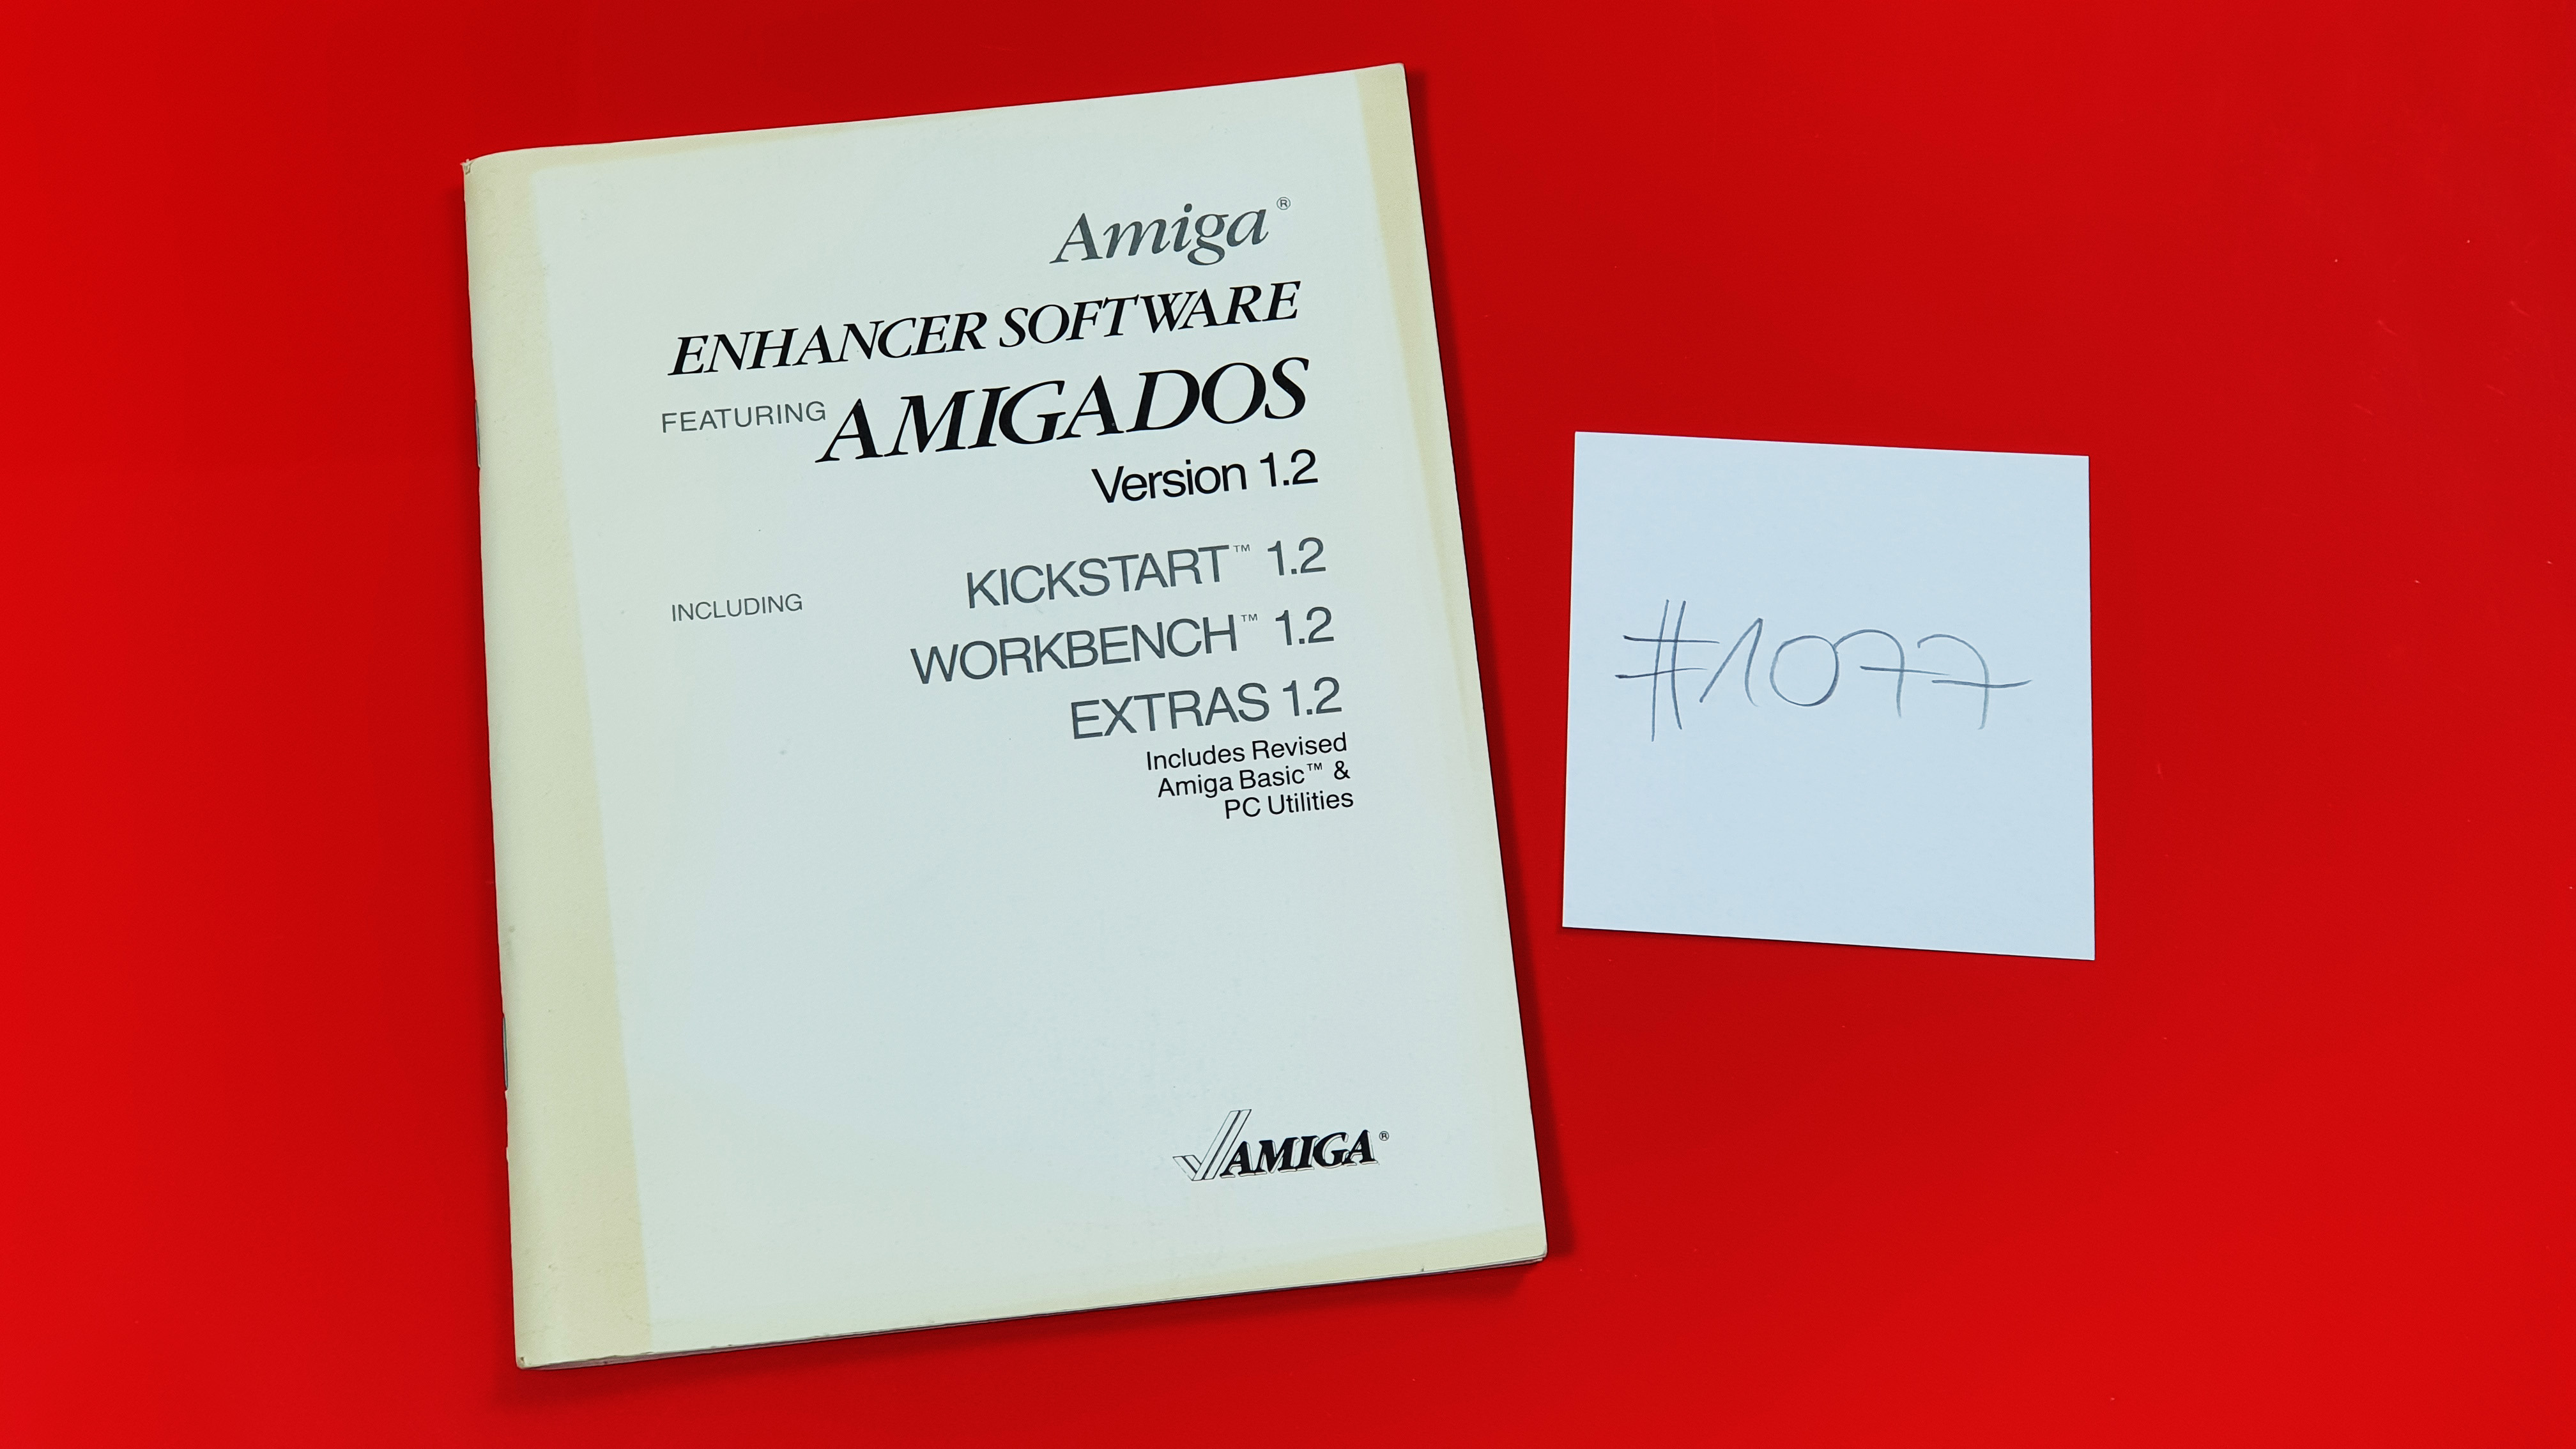 Amiga®
ENHANCER SOFTWARE
FEATURING AMIGADOS
Version 1.2
INCLUDING KICKSTART™ 1.2
WORKBENCH™ 1.2
EXTRAS 1.2
Includes Revised
Amiga Basic™ &
PC Utilities
AMIGA®
#1077